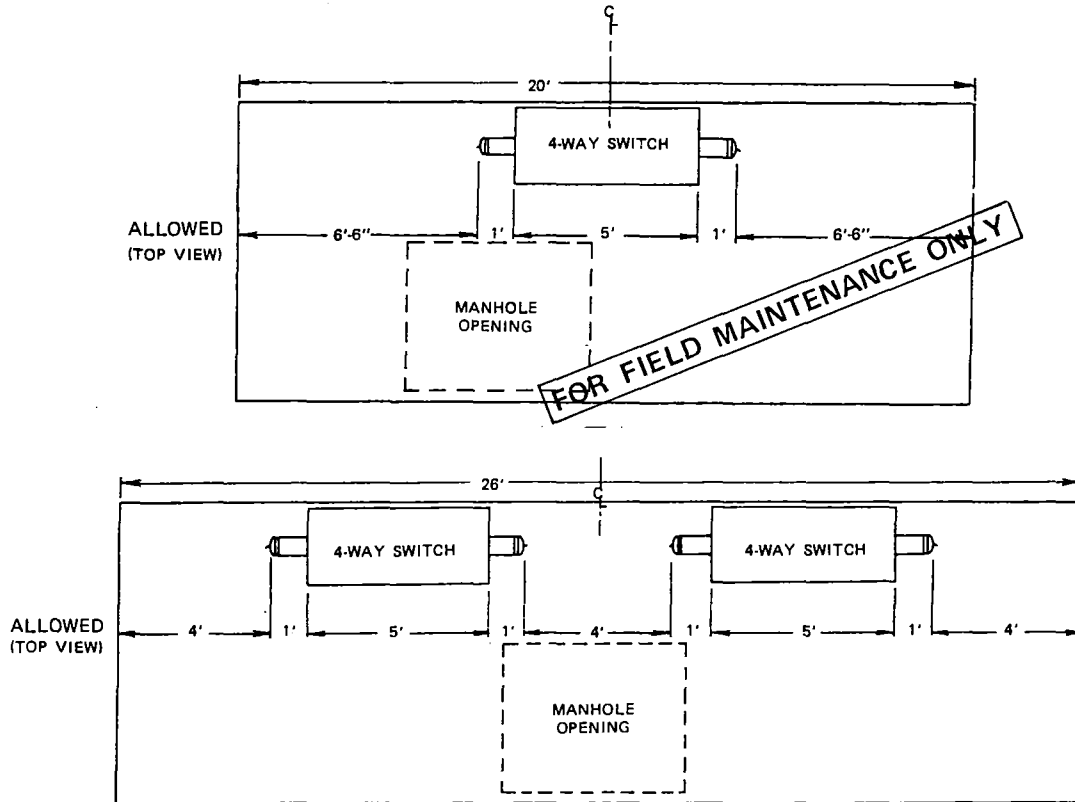 C
L
20'
4-WAY SWITCH
ALLOWED
(TOP VIEW)
6'-6"
1'
5'
1'
6'-6"
MANHOLE
OPENING
FOR FIELD MAINTENANCE ONLY
26'
C
L
4-WAY SWITCH
4-WAY SWITCH
ALLOWED
(TOP VIEW)
4'
1'
5'
1'
4'
1'
5'
1'
4'
MANHOLE
OPENING